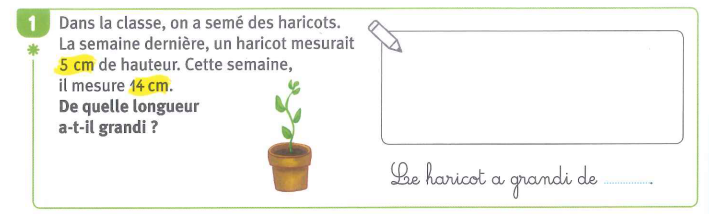 1
Dans la classe, on a semé des haricots.
La semaine dernière, un haricot mesurait
5 cm de hauteur. Cette semaine,
il mesure 14 cm.
De quelle longueur
a-t-il grandi ?
Le haricot a grandi de ..............